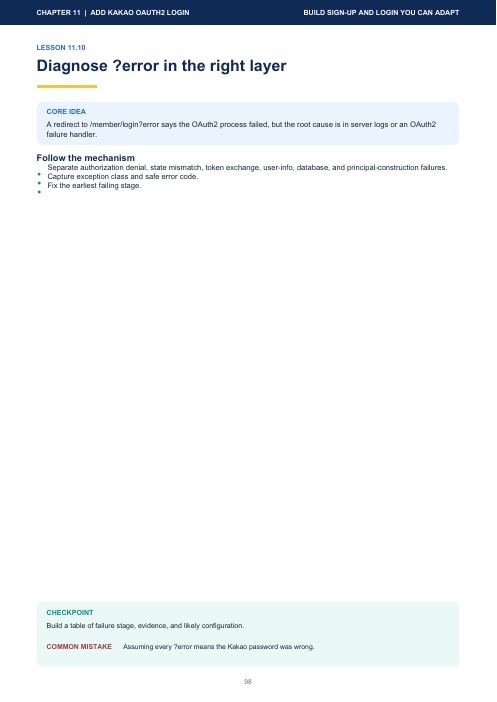 CHAPTER 11 | ADD KAKAO OAUTH2 LOGIN
BUILD SIGN-UP AND LOGIN YOU CAN ADAPT
LESSON 11.10
Diagnose ?error in the right layer
CORE IDEA
A redirect to /member/login?error says the OAuth2 process failed, but the root cause is in server logs or an OAuth2
failure handler.
Follow the mechanism
Separate authorization denial, state mismatch, token exchange, user-info, database, and principal-construction failures.
Capture exception class and safe error code.
Fix the earliest failing stage.
CHECKPOINT
Build a table of failure stage, evidence, and likely configuration.
COMMON MISTAKE Assuming every ?error means the Kakao password was wrong.
98